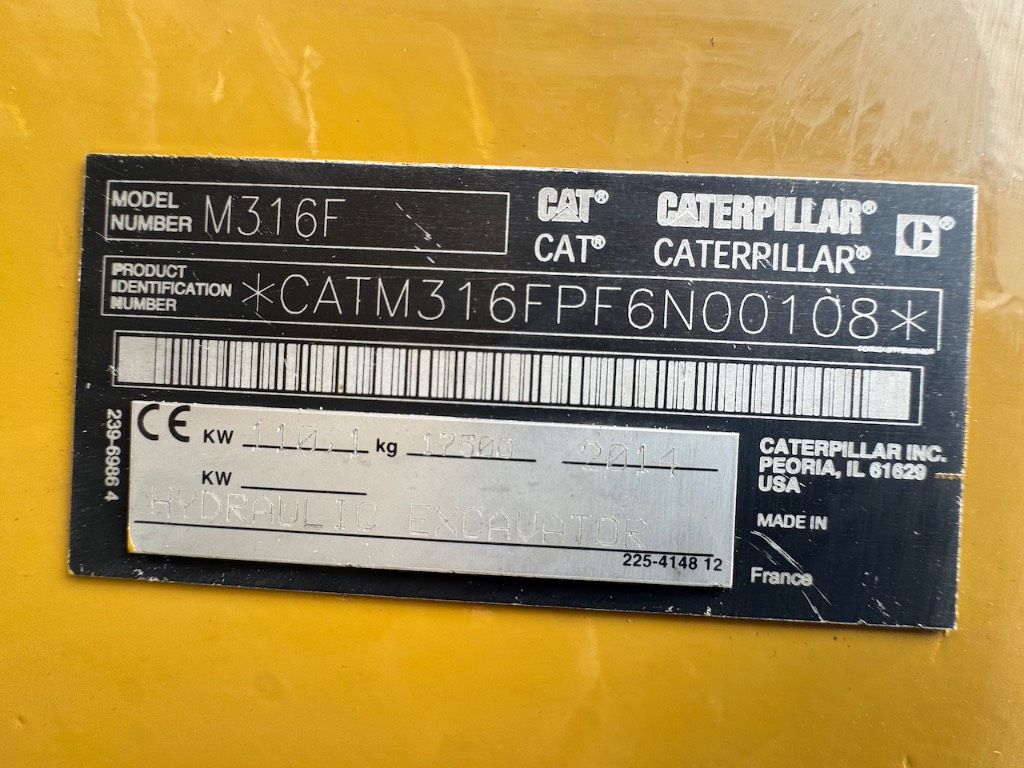 MODEL
NUMBER M316F
CAT® CATERPILLAR®
CAT® CATERPILLAR®
PRODUCT
IDENTIFICATION
NUMBER
*CATM316FPF6N00108*
239-6986 4
CE KW 110.1 kg 2014
KW
HYDRAULIC EXCAVATOR
225-4148 12
CATERPILLAR INC.
PEORIA, IL 61629
USA
MADE IN
France